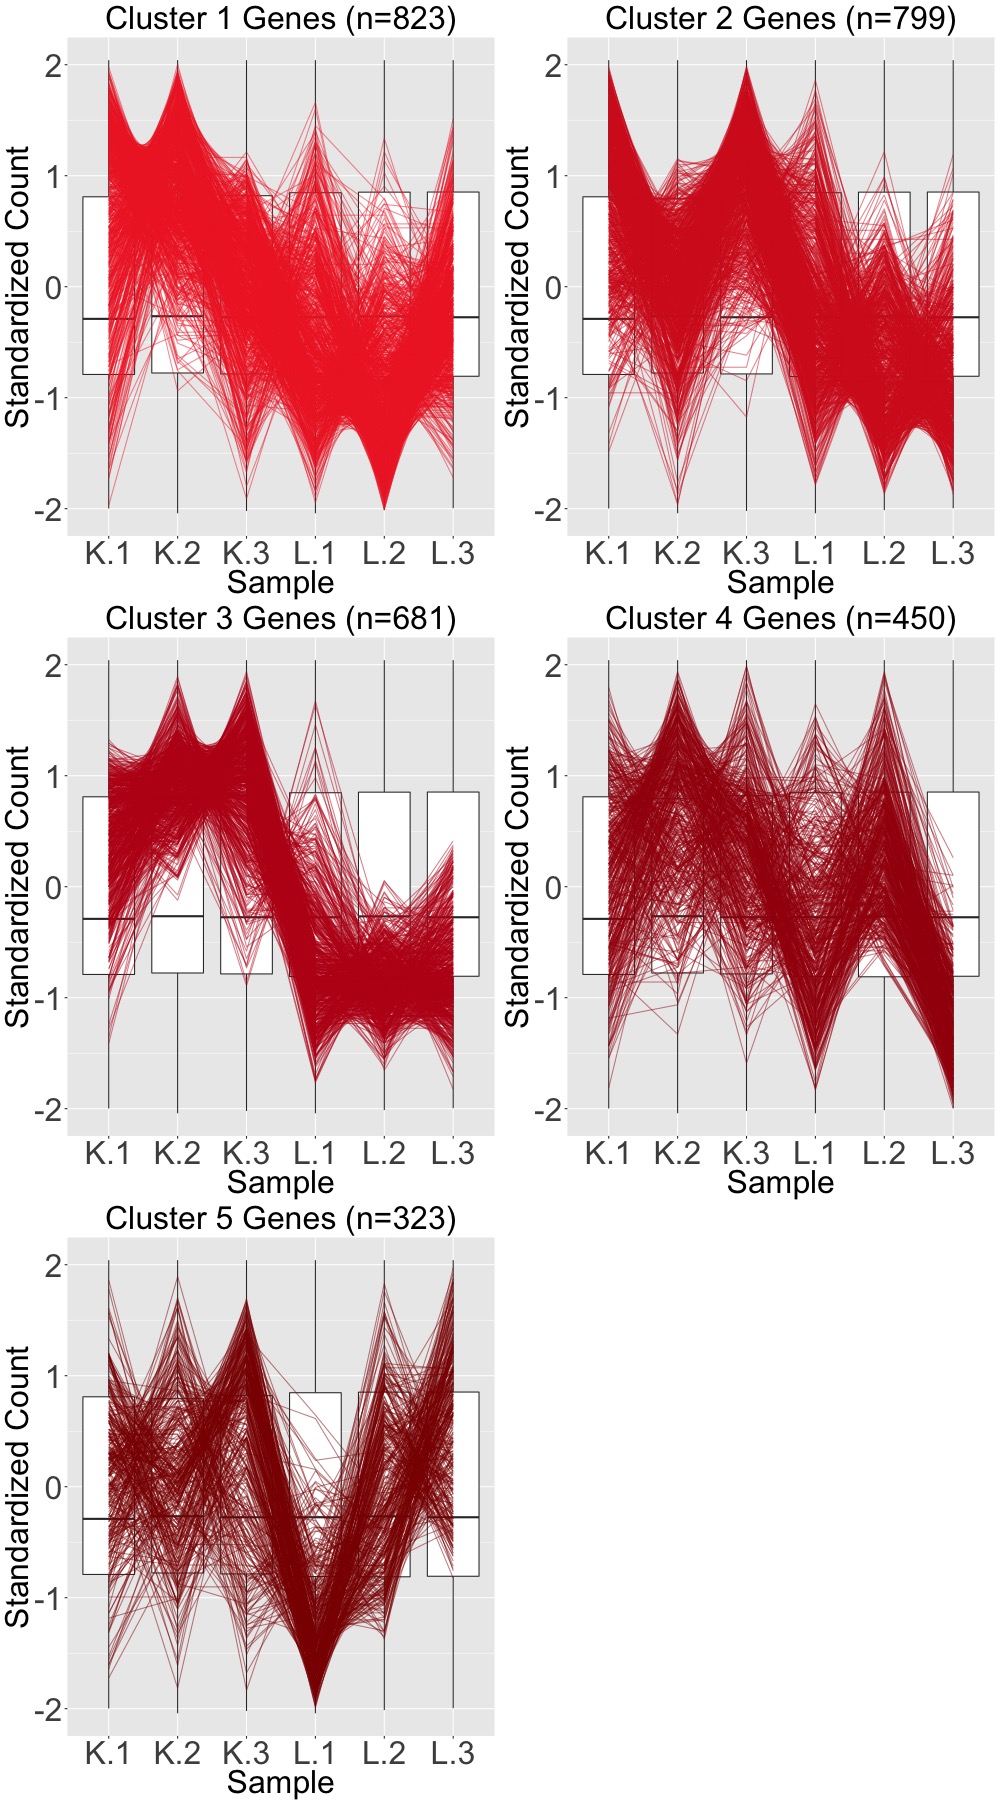 Cluster 1 Genes (n=823)
Standardized Count
2
1
0
-1
-2
K.1 K.2 K.3 L.1 L.2 L.3
Sample
Cluster 2 Genes (n=799)
Standardized Count
2
1
0
-1
-2
K.1 K.2 K.3 L.1 L.2 L.3
Sample
Cluster 3 Genes (n=681)
Standardized Count
2
1
0
-1
-2
K.1 K.2 K.3 L.1 L.2 L.3
Sample
Cluster 4 Genes (n=450)
Standardized Count
2
1
0
-1
-2
K.1 K.2 K.3 L.1 L.2 L.3
Sample
Cluster 5 Genes (n=323)
Standardized Count
2
1
0
-1
-2
K.1 K.2 K.3 L.1 L.2 L.3
Sample